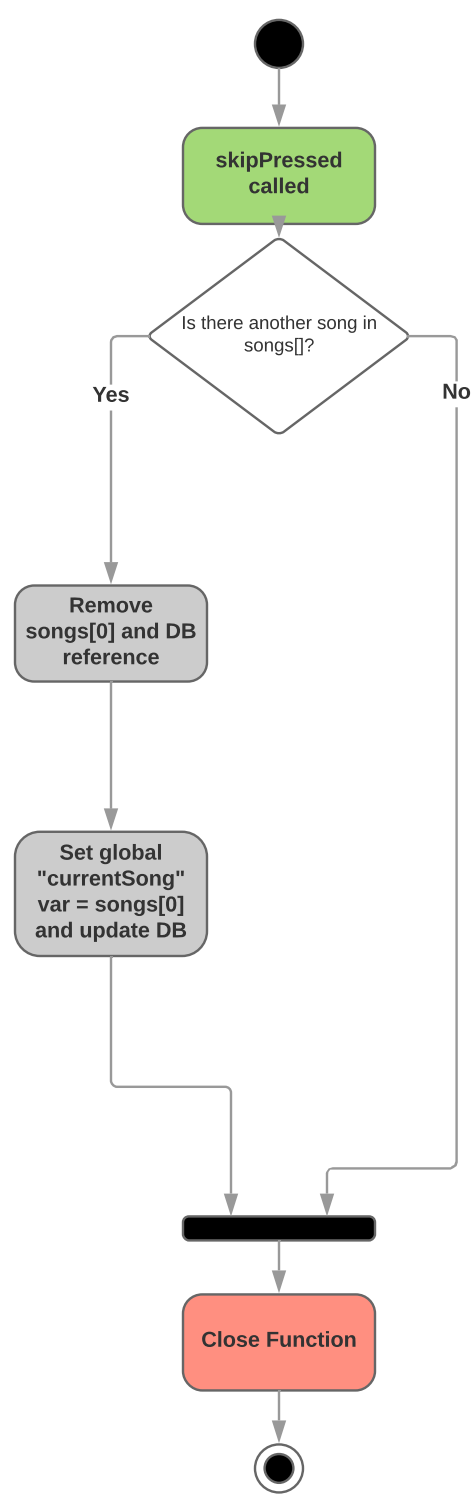 skipPressed
called
Is there another song in
songs[]?
Yes
No
Remove
songs[0] and DB
reference
Set global
"currentSong"
var = songs[0]
and update DB
Close Function